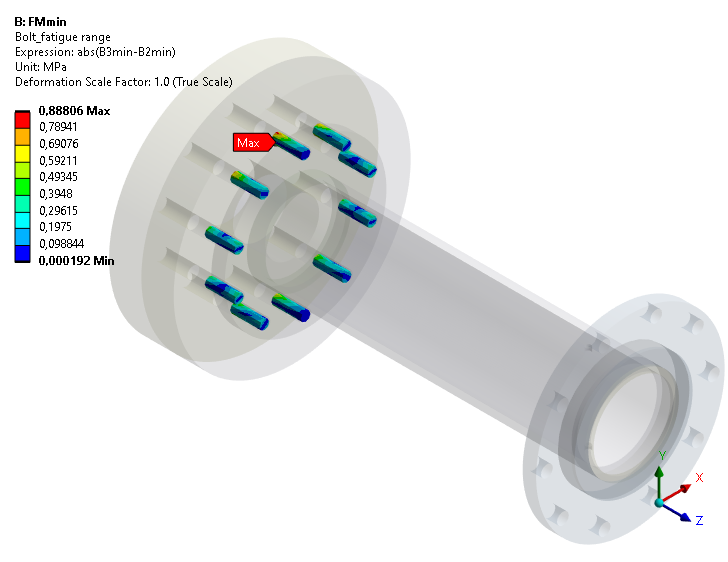 B: FMmin
Bolt_fatigue range
Expression: abs(B3min-B2min)
Unit: MPa
Deformation Scale Factor: 1.0 (True Scale)
0,88806 Max
0,78941
0,69076
0,59211
0,49345
0,3948
0,29615
0,1975
0,098844
0,000192 Min
Max
Y
X
Z